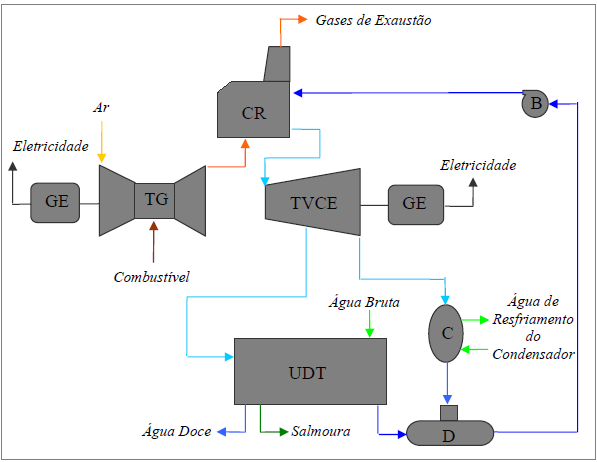 Gases de Exaustão
CR
B
Ar
Eletricidade
Eletricidade
GE
TG
TVCE
GE
Combustível
Água Bruta
Água de
Resfriamento
do
Condensador
C
UDT
Água Doce
Salmoura
D